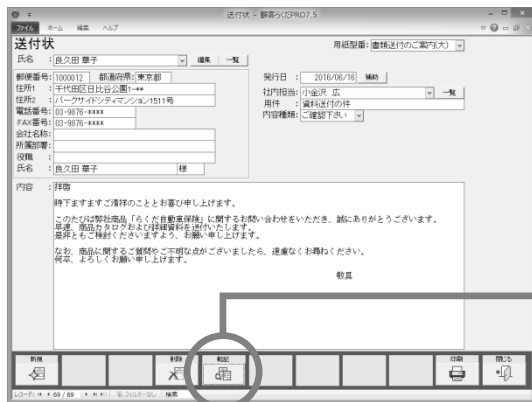 送付状 - 顧客らくだPRO7.5
ファイル ホーム 編集 ヘルプ
送付状
用紙型番: 書類送付のご案内(大)
氏名 : 良久田 華子 編集 一覧
郵便番号: 1000012 都道府県: 東京都
住所1 : 千代田区日比谷公園1-**
住所2 : パークサイドシティマンション1511号
電話番号: 03-9876-****
FAX番号: 03-9876-****
会社名称:
所属部署:
役職 :
氏名 : 良久田 華子 様
発行日 : 2016/06/16 補助
社内担当: 小金沢 広 一覧
用件 : 資料送付の件
内容種類: ご確認下さい
内容 : 拝啓
時下ますますご清祥のこととお喜び申し上げます。
このたびは弊社商品「らくだ自動車保険」に関するお問い合わせをいただき、誠にありがとうございます。
早速、商品カタログおよび詳細資料を送付いたします。
是非ともご検討くださいますよう、お願い申し上げます。
なお、商品に関するご質問やご不明な点がございましたら、遠慮なくお尋ねください。
何卒、よろしくお願い申し上げます。
敬具
新規 削除 転記 印刷 閉じる
レコード: 69 / 69 フィルターなし 検索